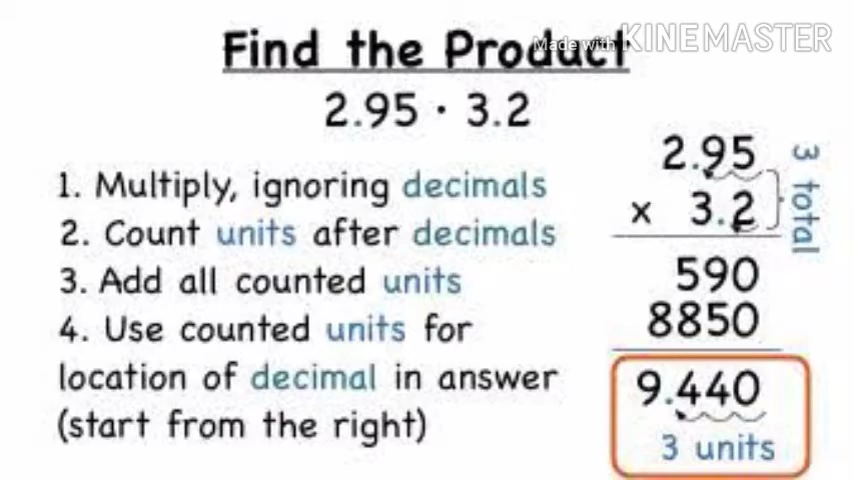 Find the Product
Made with KINEMASTER
2.95 · 3.2
1. Multiply, ignoring decimals
2. Count units after decimals
3. Add all counted units
4. Use counted units for
location of decimal in answer
(start from the right)
2.95
x 3.2
3 total
590
8850
9.440
3 units